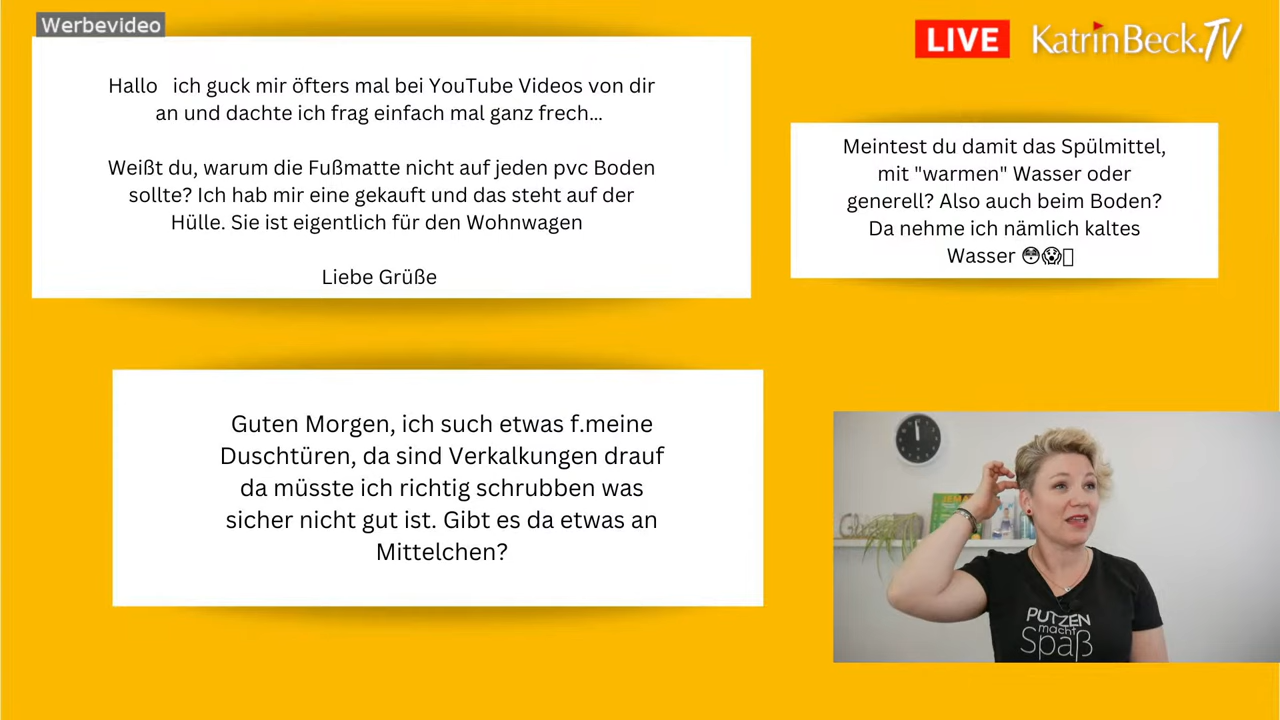 Werbevideo
LIVE KatrinBeck.TV
Hallo ich guck mir öfters mal bei YouTube Videos von dir
an und dachte ich frag einfach mal ganz frech...
Weißt du, warum die Fußmatte nicht auf jeden pvc Boden
sollte? Ich hab mir eine gekauft und das steht auf der
Hülle. Sie ist eigentlich für den Wohnwagen
Liebe Grüße
Meintest du damit das Spülmittel,
mit "warmen" Wasser oder
generell? Also auch beim Boden?
Da nehme ich nämlich kaltes
Wasser 😳😱
Guten Morgen, ich such etwas f.meine
Duschtüren, da sind Verkalkungen drauf
da müsste ich richtig schrubben was
sicher nicht gut ist. Gibt es da etwas an
Mittelchen?
PUTZEN
macht
Spaß